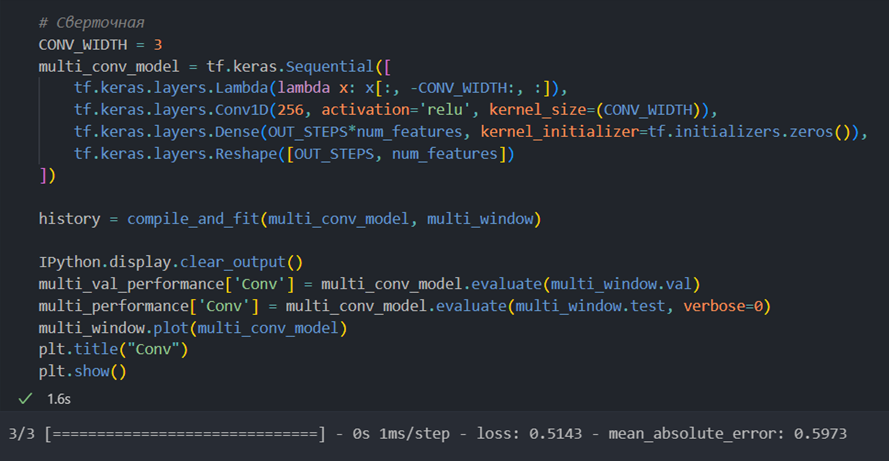 # Сверточная
CONV_WIDTH = 3
multi_conv_model = tf.keras.Sequential([
    tf.keras.layers.Lambda(lambda x: x[:, -CONV_WIDTH:, :]),
    tf.keras.layers.Conv1D(256, activation='relu', kernel_size=(CONV_WIDTH)),
    tf.keras.layers.Dense(OUT_STEPS*num_features, kernel_initializer=tf.initializers.zeros()),
    tf.keras.layers.Reshape([OUT_STEPS, num_features])
])
history = compile_and_fit(multi_conv_model, multi_window)
IPython.display.clear_output()
multi_val_performance['Conv'] = multi_conv_model.evaluate(multi_window.val)
multi_performance['Conv'] = multi_conv_model.evaluate(multi_window.test, verbose=0)
multi_window.plot(multi_conv_model)
plt.title("Conv")
plt.show()
1.6s
3/3 [==============================] - 0s 1ms/step - loss: 0.5143 - mean_absolute_error: 0.5973